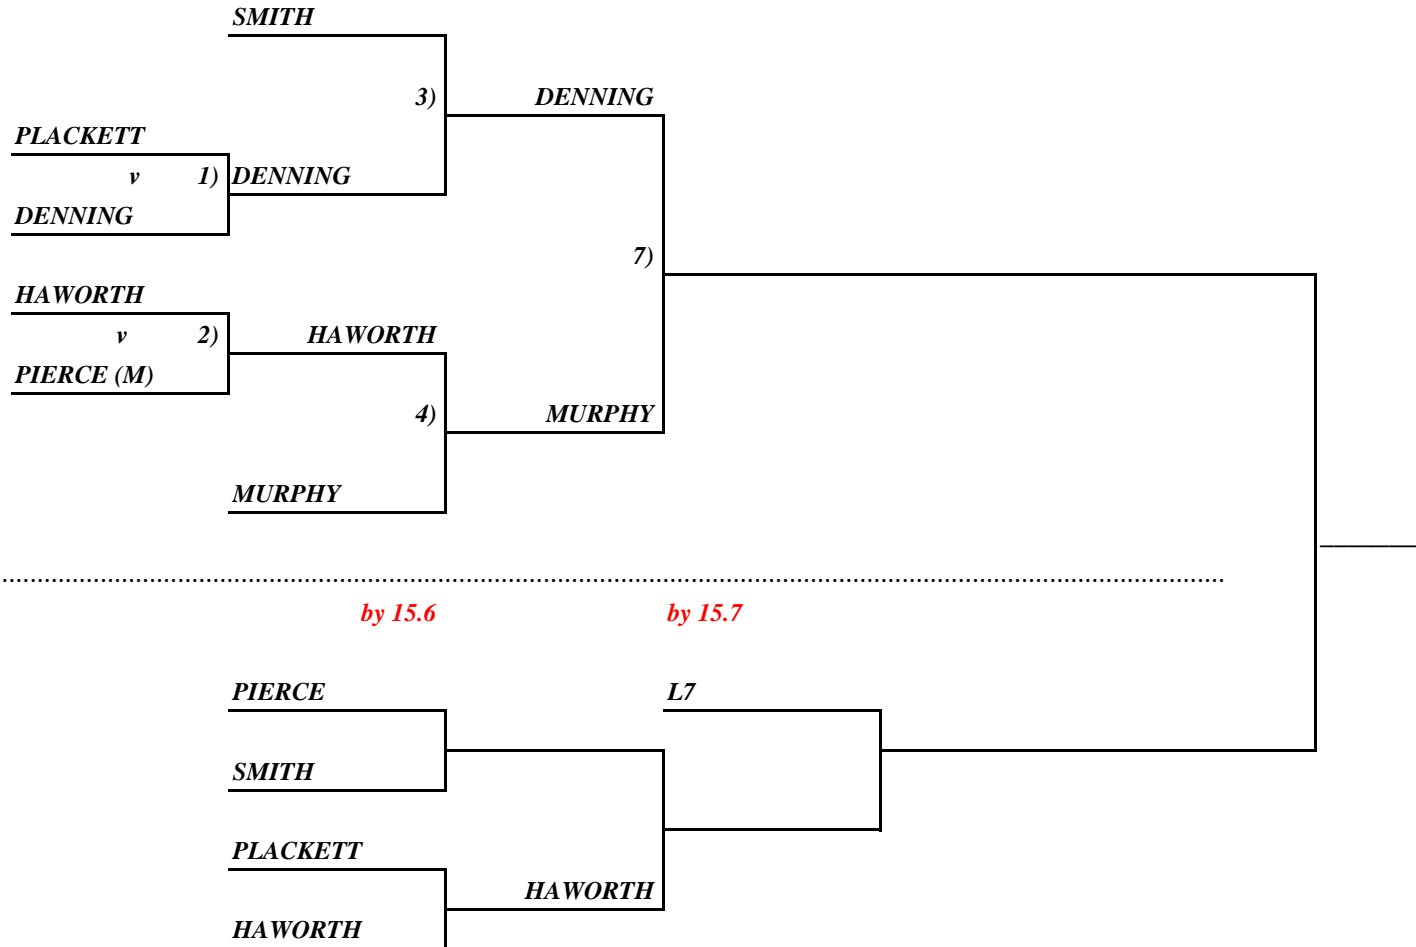 SMITH
3) DENNING
PLACKETT
v 1) DENNING
DENNING
7)
HAWORTH
v 2) HAWORTH
PIERCE (M)
4) MURPHY
MURPHY
by 15.6 by 15.7
PIERCE L7
SMITH
PLACKETT
HAWORTH
HAWORTH